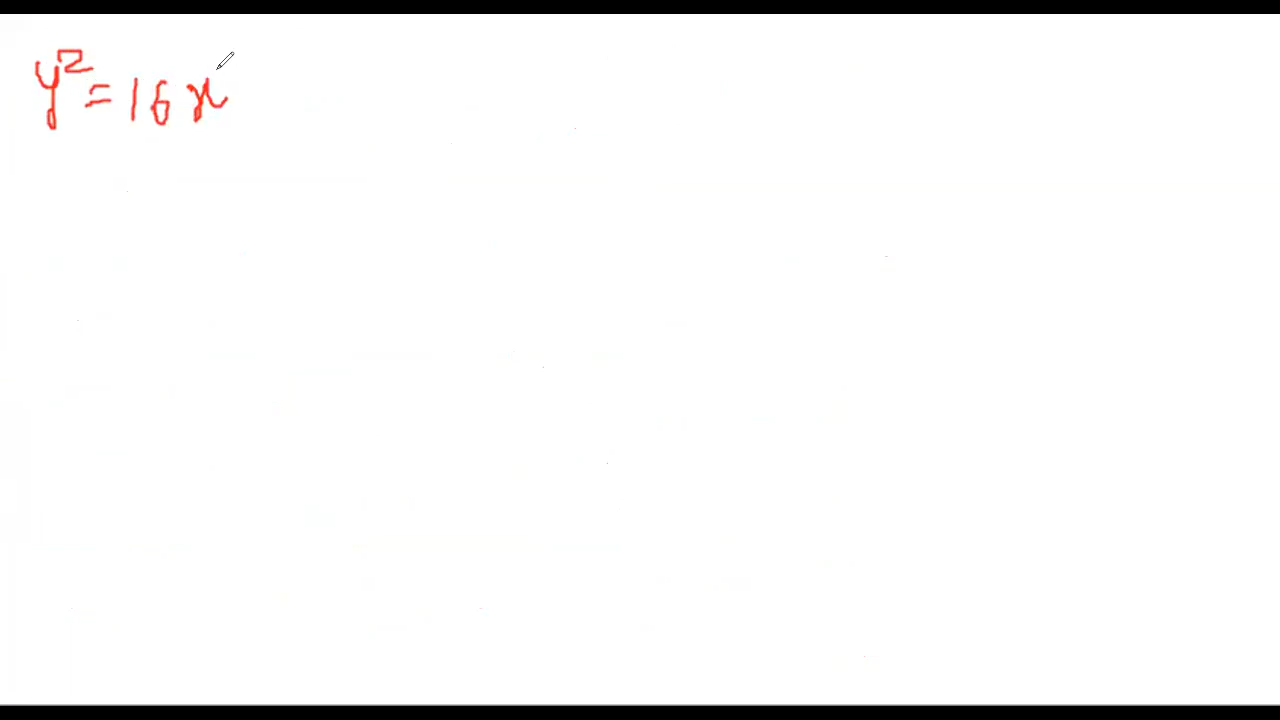 y² = 16x